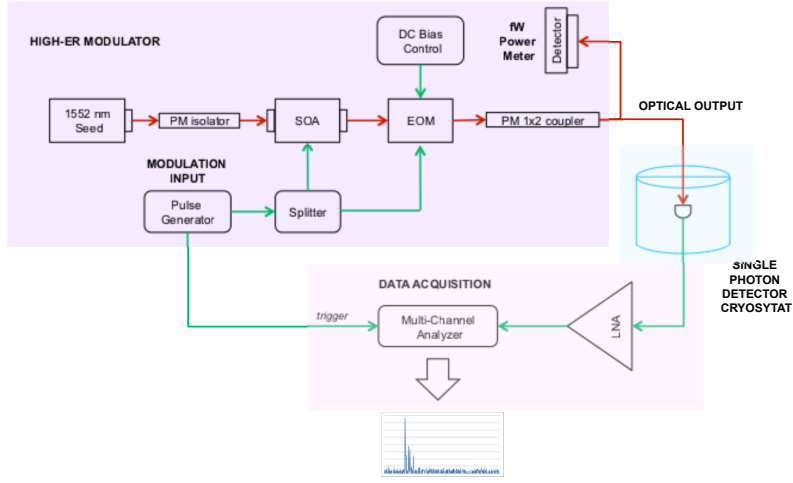 HIGH-ER MODULATOR
DC Bias
Control
fW
Power
Meter
Detector
1552 nm
Seed
PM isolator
SOA
EOM
PM 1x2 coupler
OPTICAL OUTPUT
MODULATION
INPUT
Pulse
Generator
Splitter
SINGLE
PHOTON
DETECTOR
CRYOSYTAT
DATA ACQUISITION
trigger
Multi-Channel
Analyzer
LNA